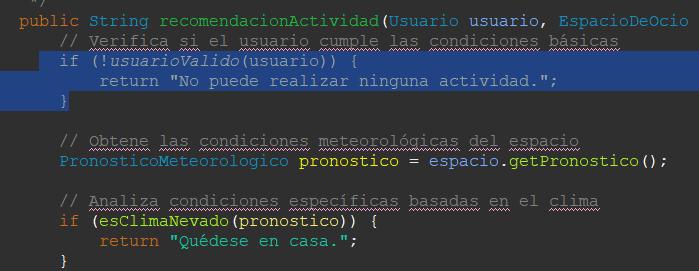 */
public String recomendacionActividad(Usuario usuario, EspacioDeOcio
// Verifica si el usuario cumple las condiciones básicas
if (!usuarioValido(usuario)) {
return "No puede realizar ninguna actividad.";
}
// Obtene las condiciones meteorológicas del espacio
PronosticoMeteorologico pronostico = espacio.getPronostico();
// Analiza condiciones específicas basadas en el clima
if (esClimaNevado(pronostico)) {
return "Quédese en casa.";
}